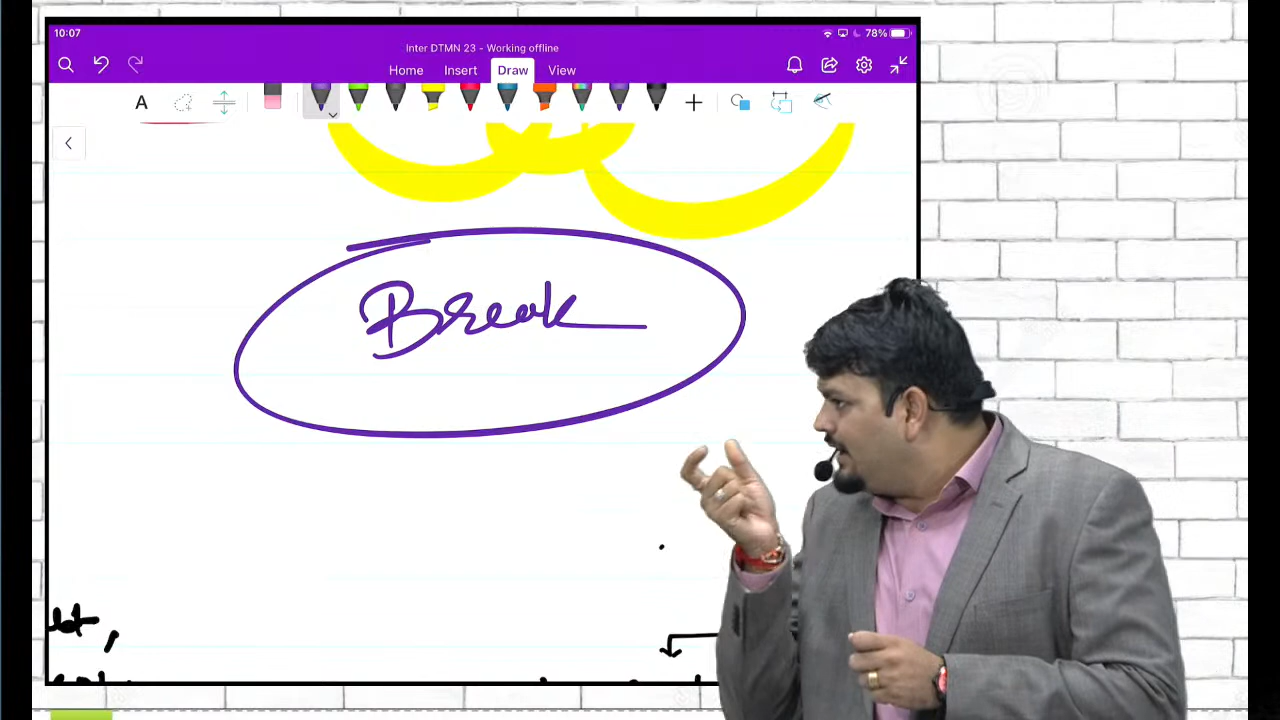 10:07
78%
Inter DTMN 23 - Working offline
Home Insert Draw View
A
Break